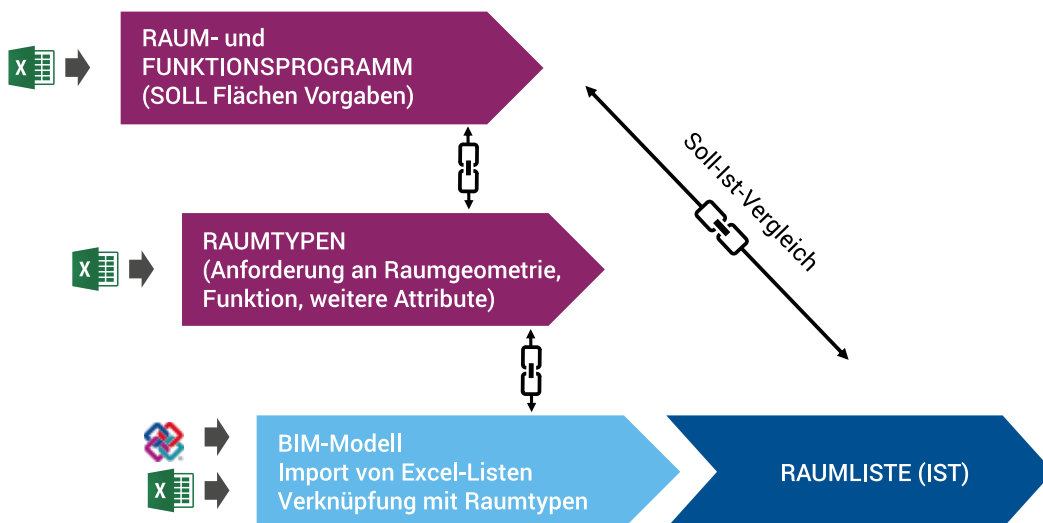 RAUM- und
FUNKTIONSPROGRAMM
(SOLL Flächen Vorgaben)
X
Soll-Ist-Vergleich
RAUMTYPEN
(Anforderung an Raumgeometrie,
Funktion, weitere Attribute)
X
BIM-Modell
Import von Excel-Listen
Verknüpfung mit Raumtypen
X
RAUMLISTE (IST)